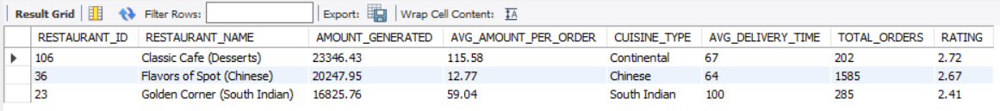 Result Grid Filter Rows: Export: Wrap Cell Content: IA
RESTAURANT_ID RESTAURANT_NAME AMOUNT_GENERATED AVG_AMOUNT_PER_ORDER CUISINE_TYPE AVG_DELIVERY_TIME TOTAL_ORDERS RATING
106 Classic Cafe (Desserts) 23346.43 115.58 Continental 67 202 2.72
36 Flavors of Spot (Chinese) 20247.95 12.77 Chinese 64 1585 2.67
23 Golden Corner (South Indian) 16825.76 59.04 South Indian 100 285 2.41